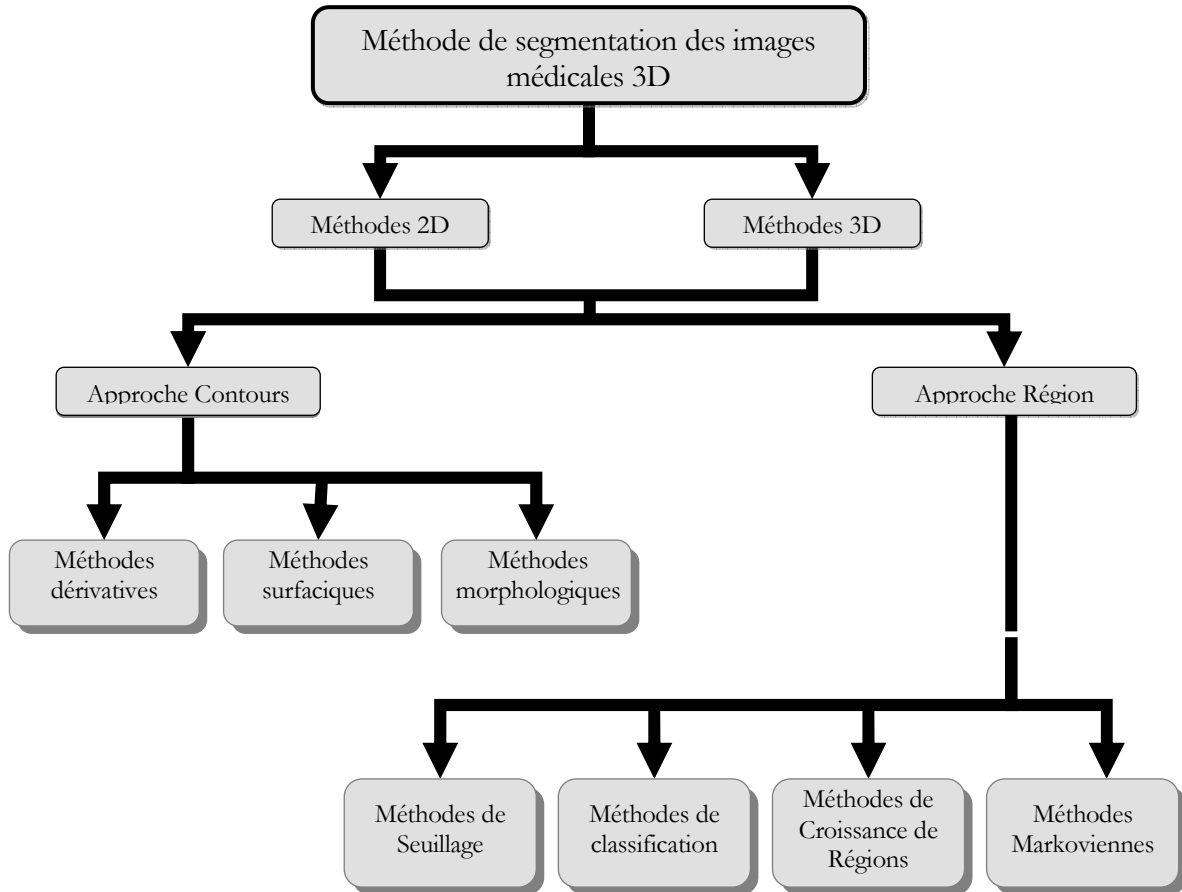 Méthode de segmentation des images
médicales 3D
Méthodes 2D
Méthodes 3D
Approche Contours
Approche Région
Méthodes
dérivatives
Méthodes
surfaciques
Méthodes
morphologiques
Méthodes de
Seuillage
Méthodes de
classification
Méthodes de
Croissance de
Régions
Méthodes
Markoviennes